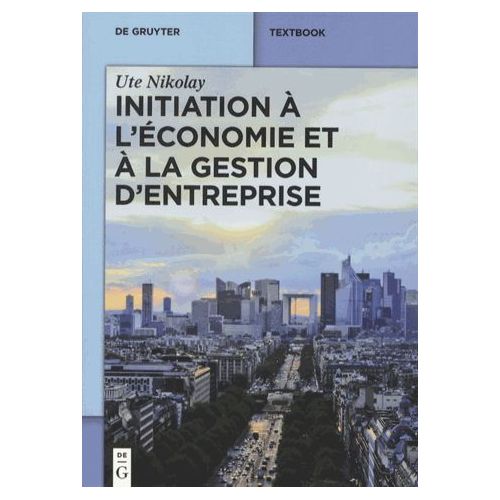 DE GRUYTER
TEXTBOOK
Ute Nikolay
INITIATION À
L'ÉCONOMIE ET
À LA GESTION
D'ENTREPRISE
DE
G